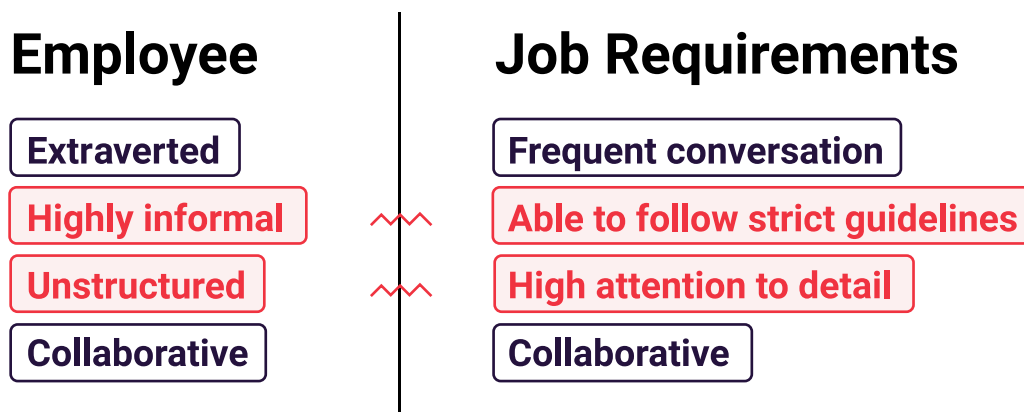 Employee
Job Requirements
Extraverted
Frequent conversation
Highly informal
Able to follow strict guidelines
Unstructured
High attention to detail
Collaborative
Collaborative